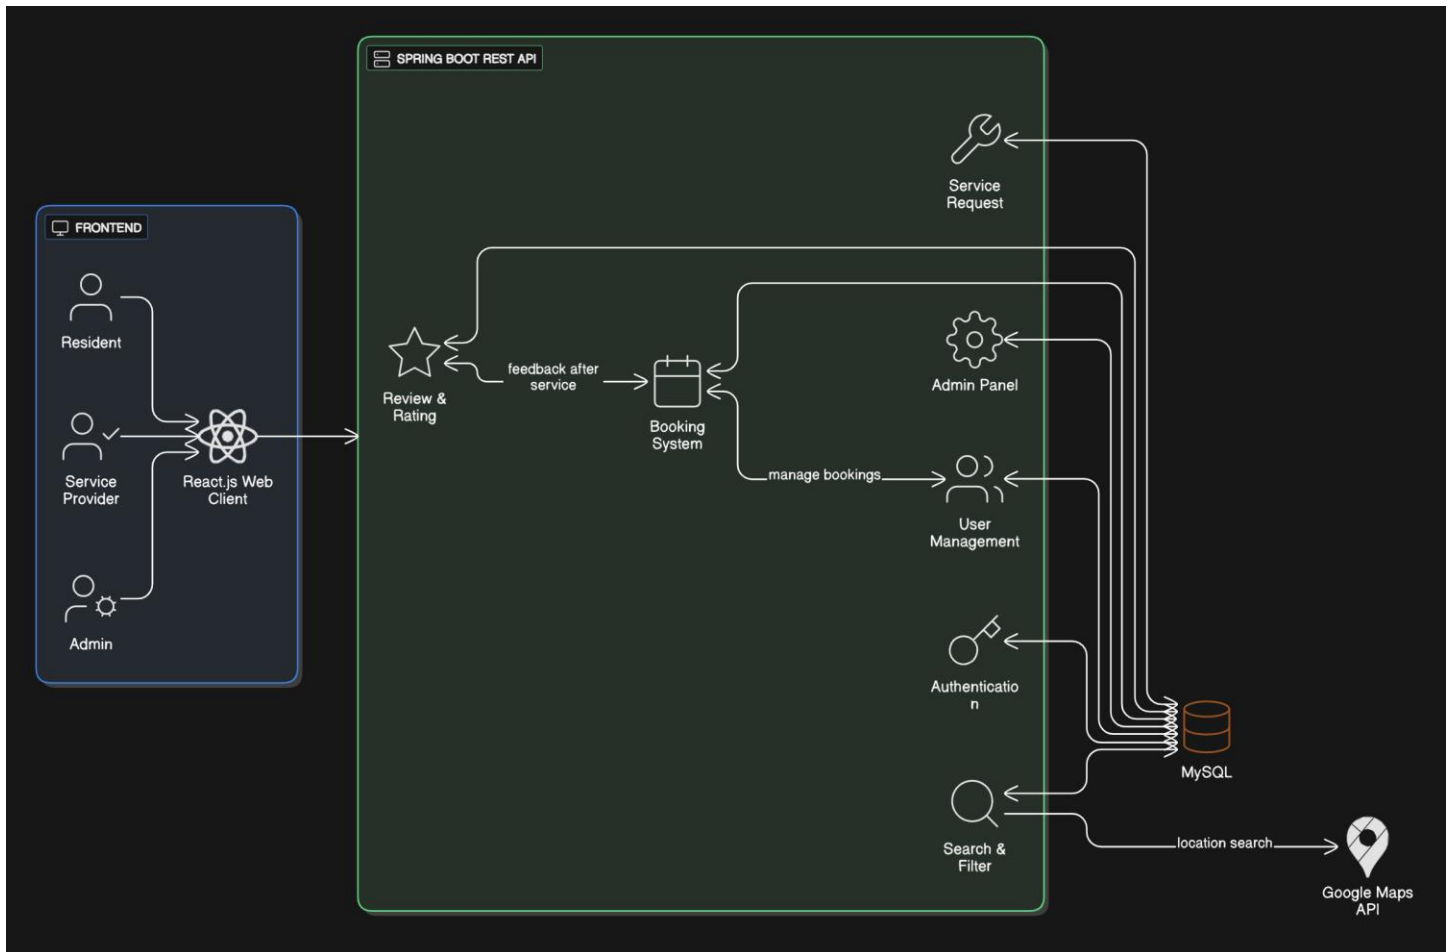 SPRING BOOT REST API
Service
Request
FRONTEND
Resident
Service
Provider
React.js Web
Client
Admin
Review &
Rating
feedback after
service
Booking
System
Admin Panel
manage bookings
User
Management
Authenticatio
n
MySQL
Search &
Filter
location search
Google Maps
API